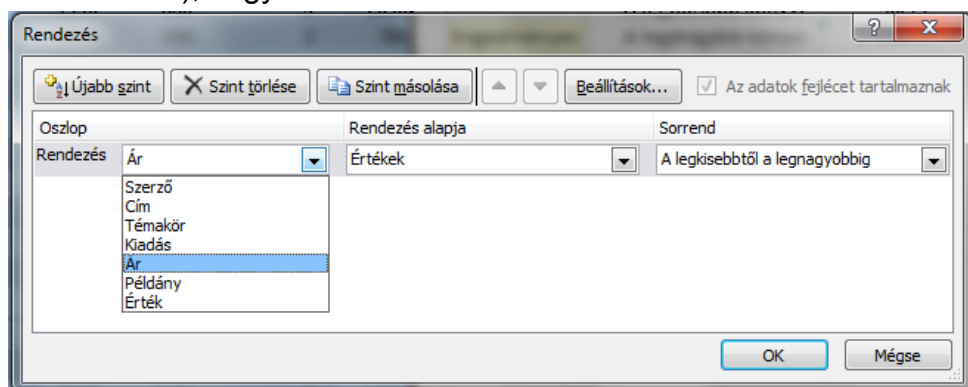 Rendezés
Újabb szint Szint törlése Szint másolása Beállítások... Az adatok fejlécet tartalmaznak
Oszlop Rendezés alapja Sorrend
Rendezés Ár Értékek A legkisebbtől a legnagyobbig
Szerző
Cím
Témakör
Kiadás
Ár
Példány
Érték
OK Mégse